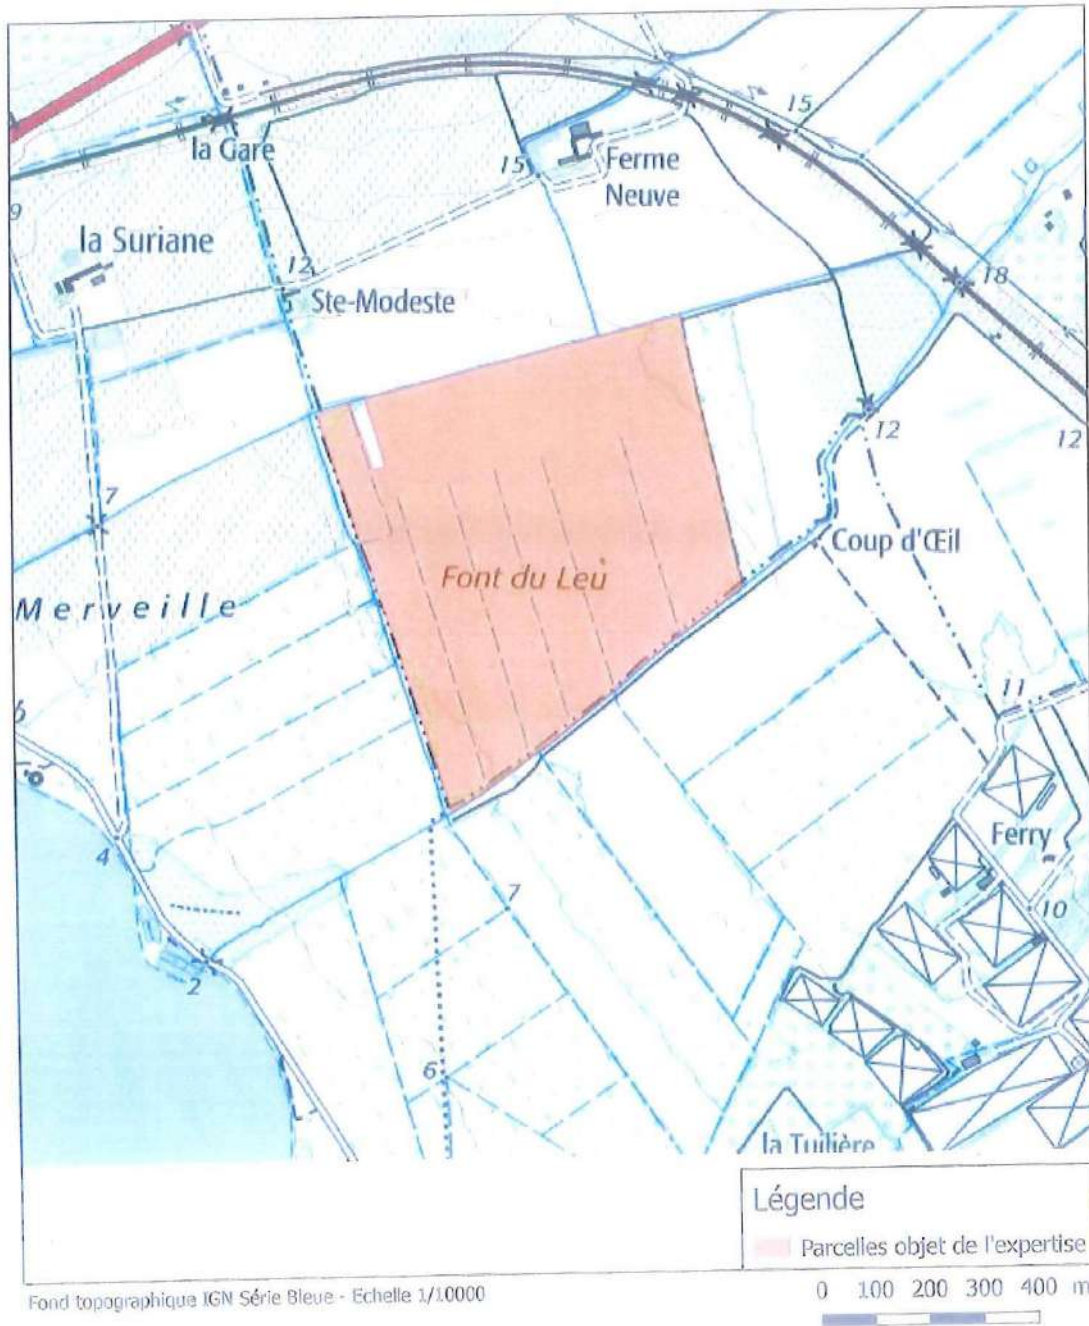 15
la Gare
15
Ferme
Neuve
9
la Suriane
12
Ste-Modeste
18
12
12
7
Coup d'Œil
Font du Leu
Merveille
11
Ferry
4
7
10
2
6
la Tuilière
Légende
Parcelles objet de l'expertise
Fond topographique IGN Série Bleue - Echelle 1/10000
0 100 200 300 400 m